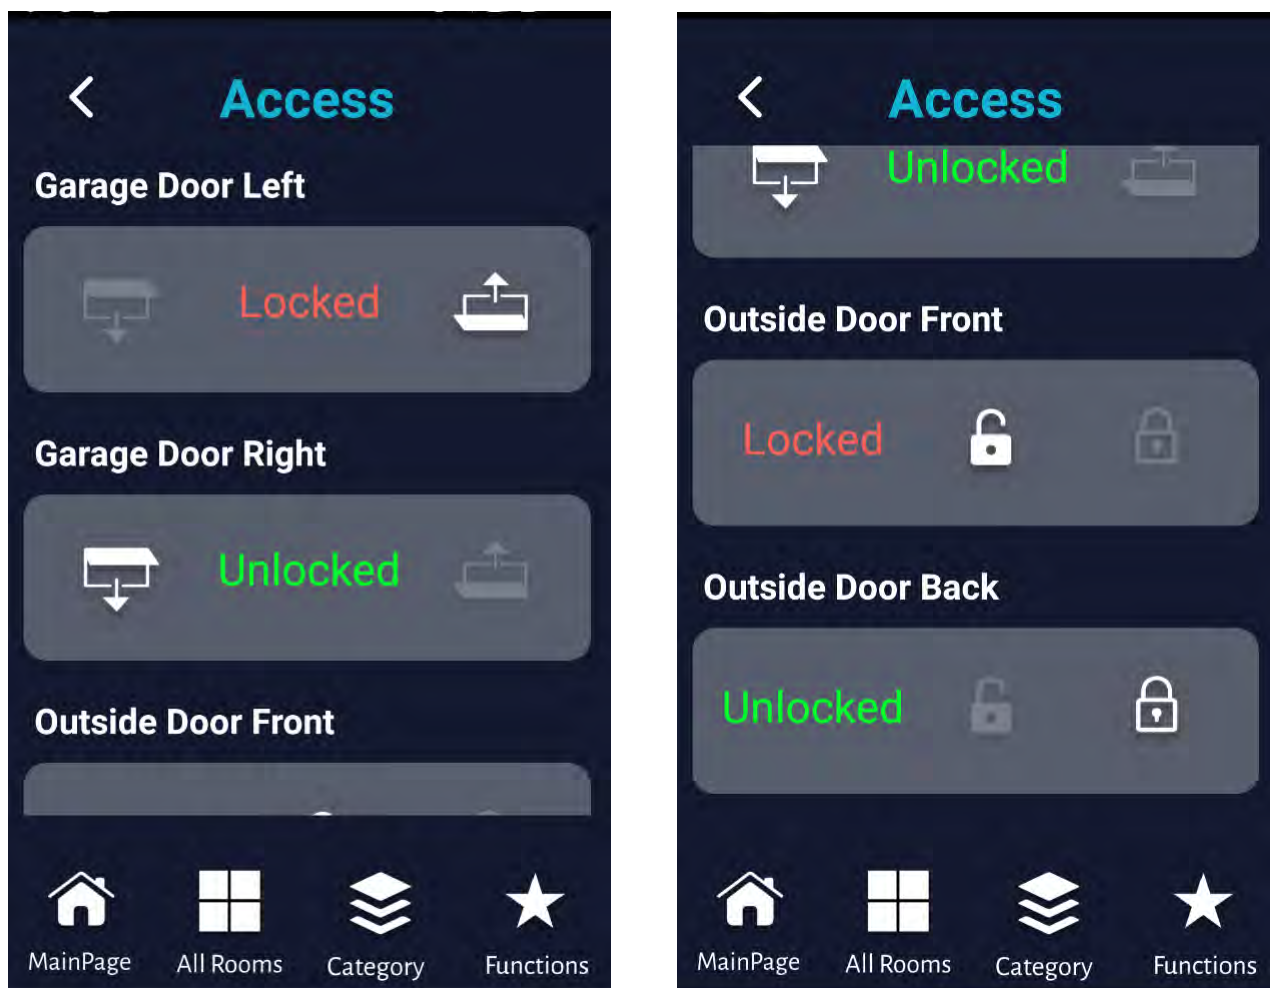 Access
Garage Door Left
Locked
Garage Door Right
Unlocked
Outside Door Front
MainPage
All Rooms
Category
Functions
Access
Unlocked
Outside Door Front
Locked
Outside Door Back
Unlocked
MainPage
All Rooms
Category
Functions